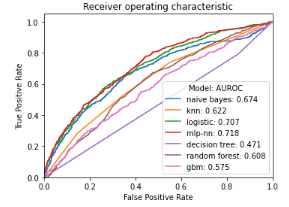 Receiver operating characteristic
1.0
0.8
0.6
0.4
0.2
0.0
True Positive Rate
Model: AUROC
naive bayes: 0.674
knn: 0.622
logistic: 0.707
mlp-nn: 0.718
decision tree: 0.471
random forest: 0.608
gbm: 0.575
0.0 0.2 0.4 0.6 0.8 1.0
False Positive Rate